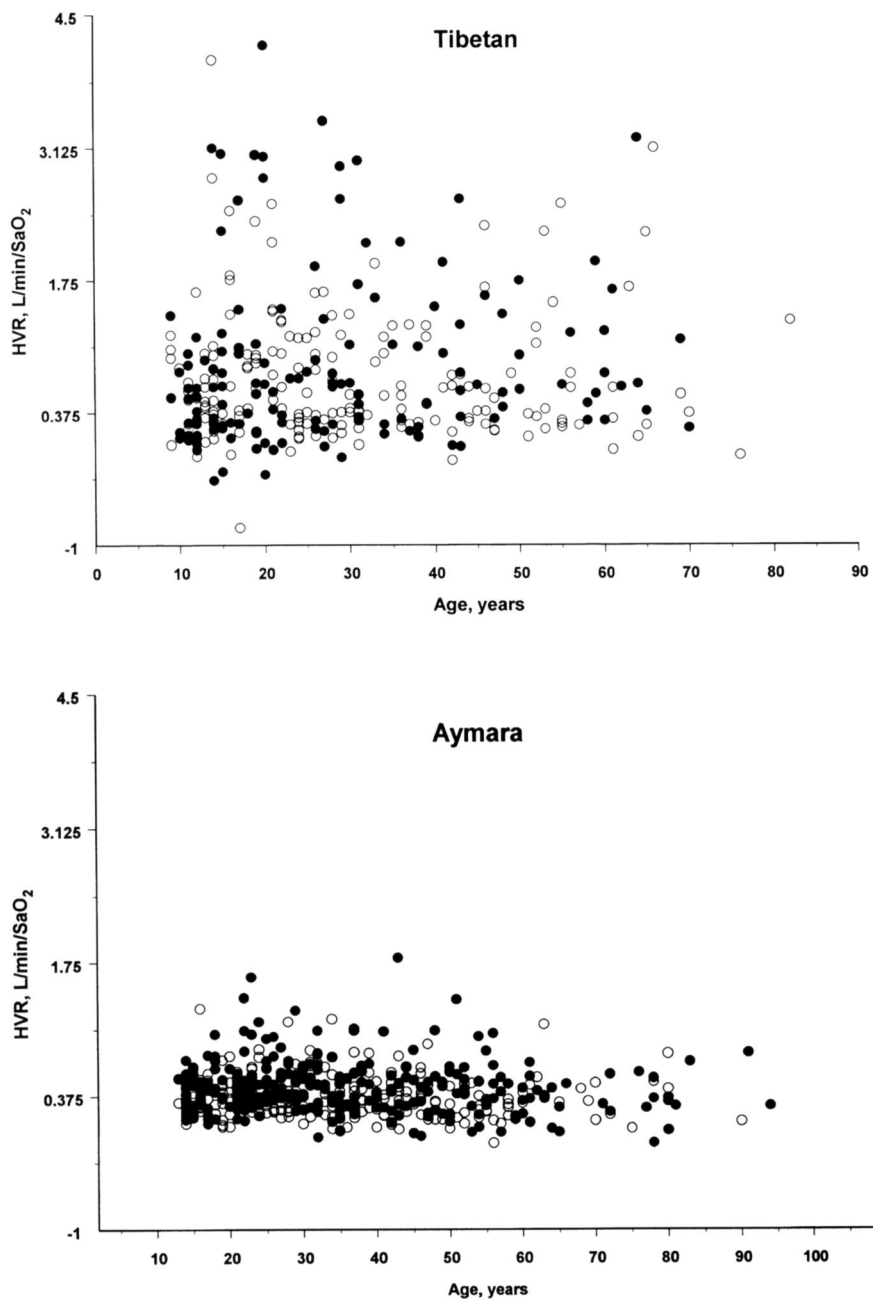 Tibetan
4.5
3.125
1.75
0.375
-1
HVR, L/min/SaO₂
0 10 20 30 40 50 60 70 80 90
Age, years
Aymara
4.5
3.125
1.75
0.375
-1
HVR, L/min/SaO₂
10 20 30 40 50 60 70 80 90 100
Age, years